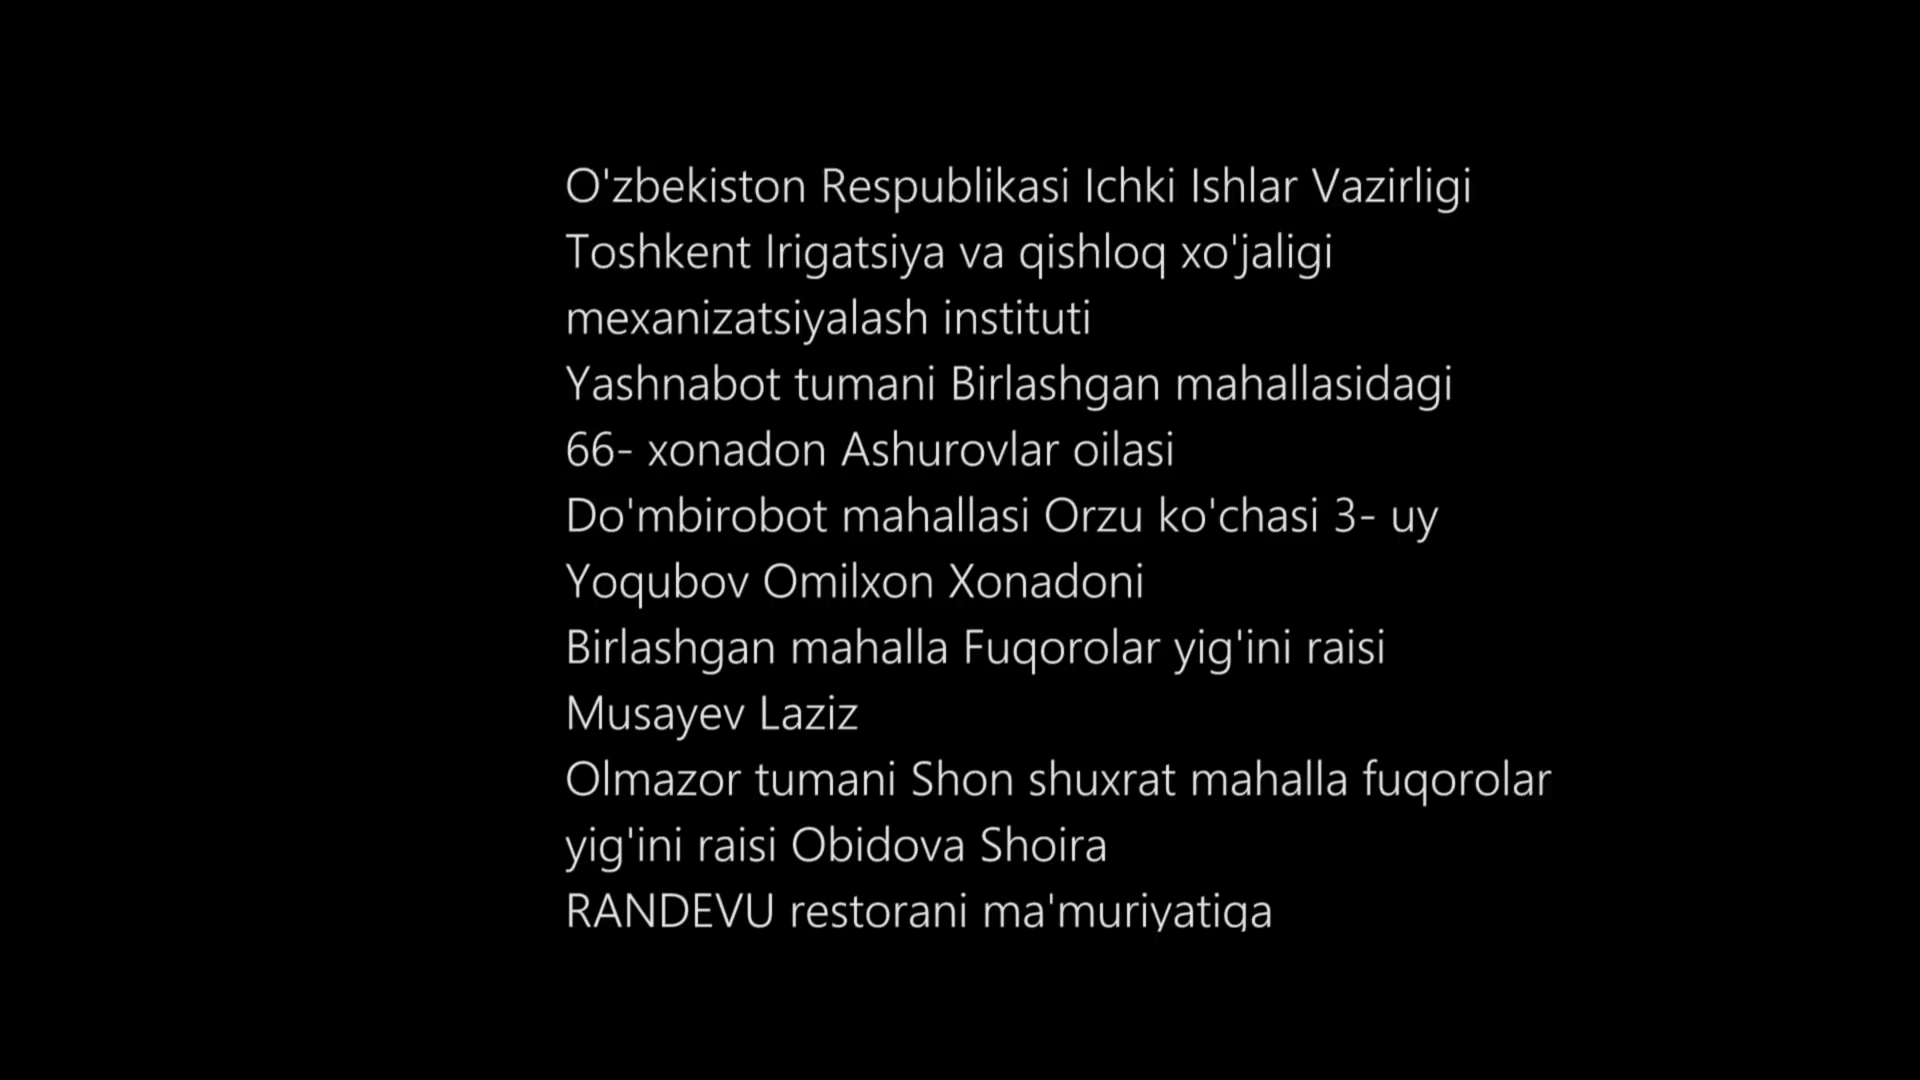 O'zbekiston Respublikasi Ichki Ishlar Vazirligi
Toshkent Irigatsiya va qishloq xo'jaligi
mexanizatsiyalash instituti
Yashnabot tumani Birlashgan mahallasidagi
66- xonadon Ashurovlar oilasi
Do'mbirobot mahallasi Orzu ko'chasi 3- uy
Yoqubov Omilxon Xonadoni
Birlashgan mahalla Fuqorolar yig'ini raisi
Musayev Laziz
Olmazor tumani Shon shuxrat mahalla fuqorolar
yig'ini raisi Obidova Shoira
RANDEVU restorani ma'muriyatiga